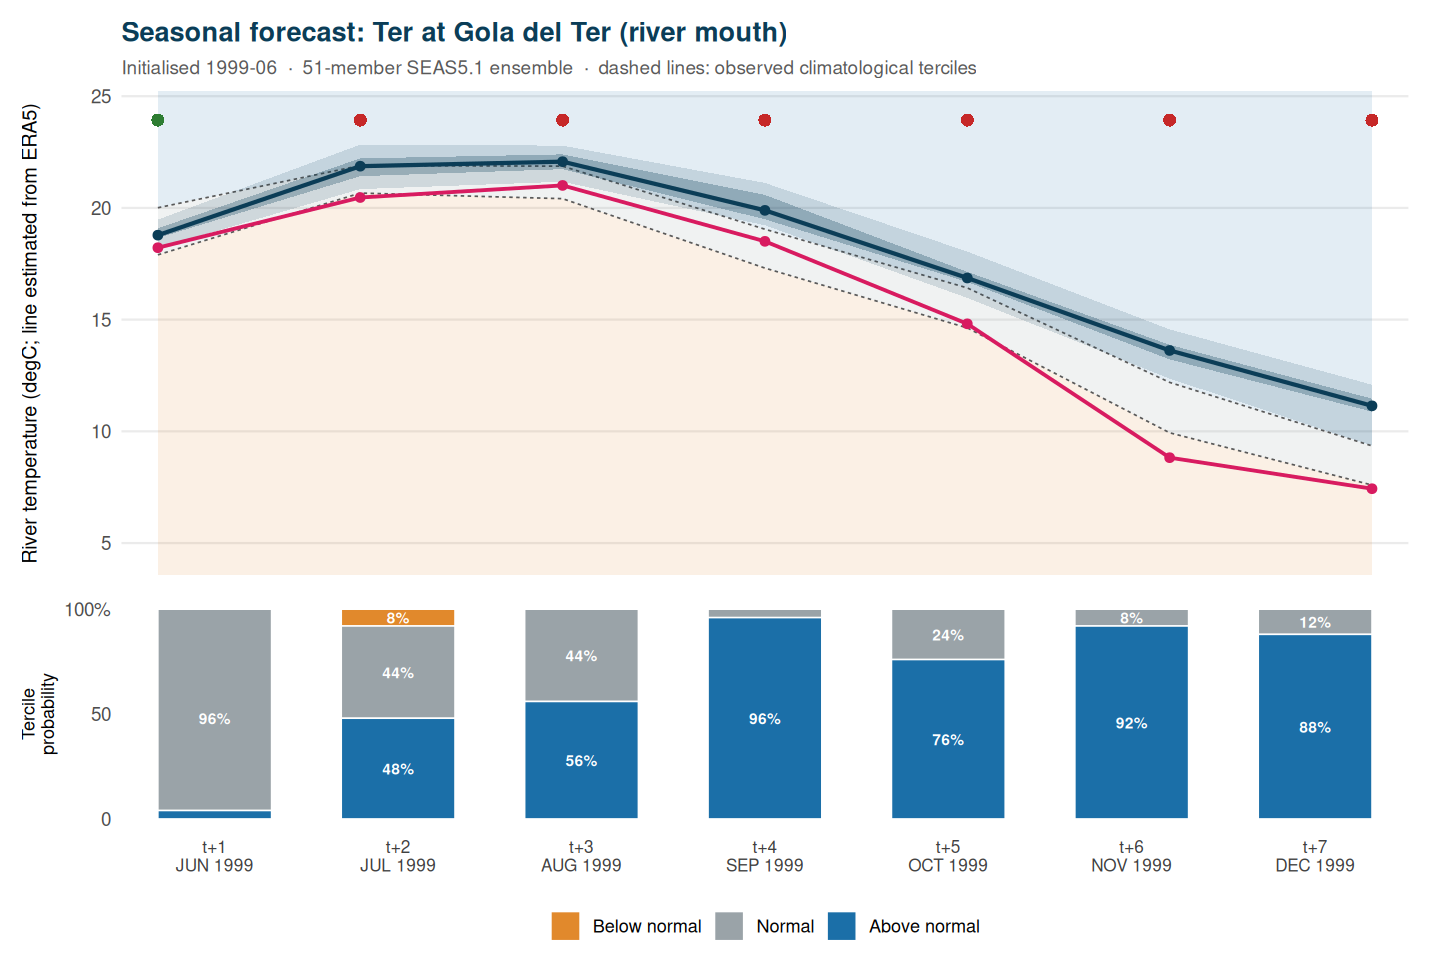 Seasonal forecast: Ter at Gola del Ter (river mouth)
Initialised 1999-06 · 51-member SEAS5.1 ensemble · dashed lines: observed climatological terciles
River temperature (degC; line estimated from ERA5)
25
20
15
10
5
Tercile
probability
100%
50
0
96%
8%
44%
48%
44%
56%
96%
24%
76%
8%
92%
12%
88%
t+1
JUN 1999
t+2
JUL 1999
t+3
AUG 1999
t+4
SEP 1999
t+5
OCT 1999
t+6
NOV 1999
t+7
DEC 1999
Below normal
Normal
Above normal